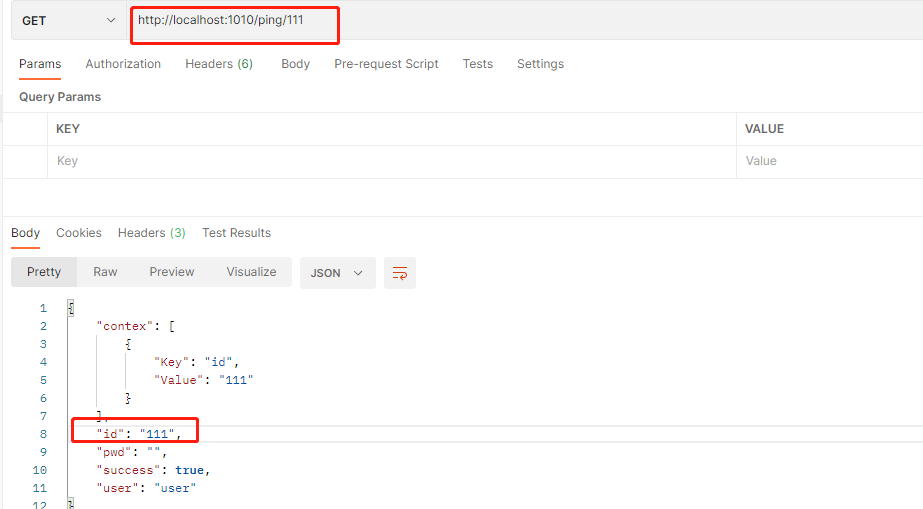 GET http://localhost:1010/ping/111
Params Authorization Headers (6) Body Pre-request Script Tests Settings
Query Params
KEY VALUE
Key Value
Body Cookies Headers (3) Test Results
Pretty Raw Preview Visualize JSON
1 {
2 "contex": [
3 {
4 "Key": "id",
5 "Value": "111"
6 }
7 ],
8 "id": "111",
9 "pwd": "",
10 "success": true,
11 "user": "user"
12 }